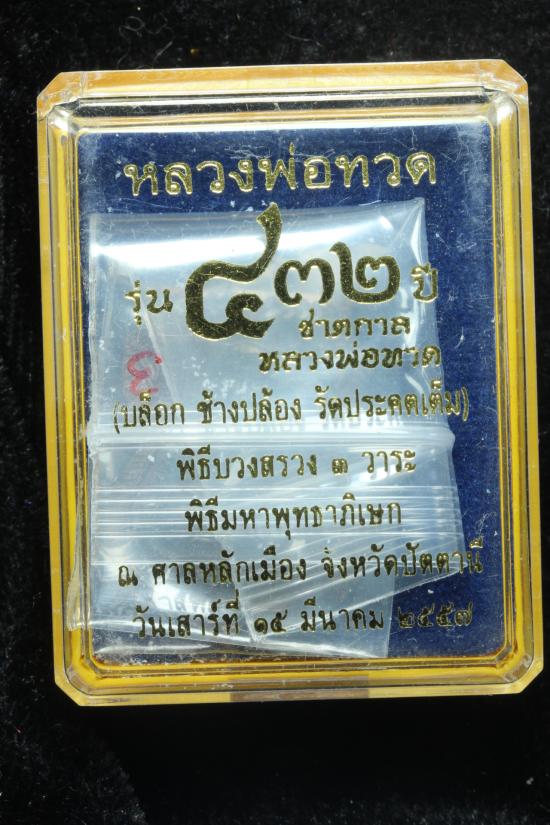 หลวงพ่อทวด
รุ่น ๔๓๒ ปี
ชาตกาล
หลวงพ่อทวด
(บล็อก ช้างปล้อง รัดประคตเต็ม)
พิธีบวงสรวง ๓ วาระ
พิธีมหาพุทธาภิเษก
ณ ศาลหลักเมือง จังหวัดปัตตานี
วันเสาร์ที่ ๑๕ มีนาคม ๒๕๕๗